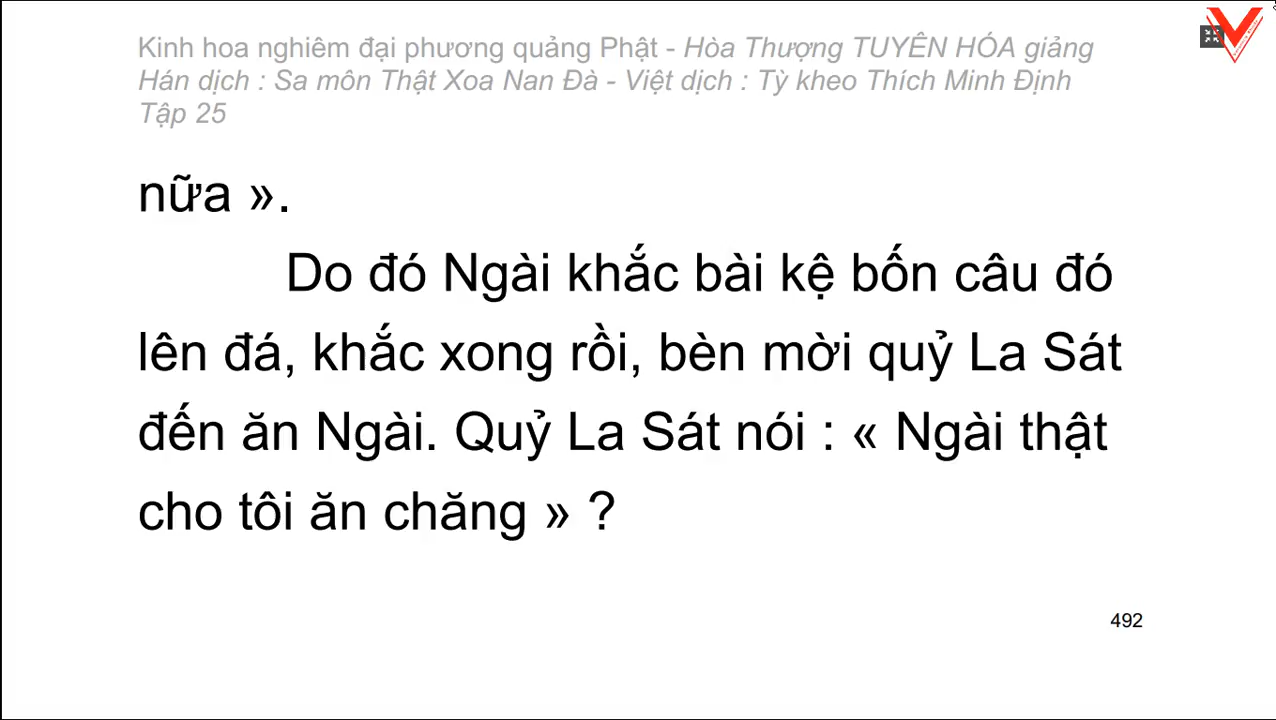 Kinh hoa nghiêm đại phương quảng Phật - Hòa Thượng TUYÊN HÓA giảng
Hán dịch : Sa môn Thật Xoa Nan Đà - Việt dịch : Tỳ kheo Thích Minh Định
Tập 25
nữa ».
Do đó Ngài khắc bài kệ bốn câu đó
lên đá, khắc xong rồi, bèn mời quỷ La Sát
đến ăn Ngài. Quỷ La Sát nói : « Ngài thật
cho tôi ăn chăng » ?
492